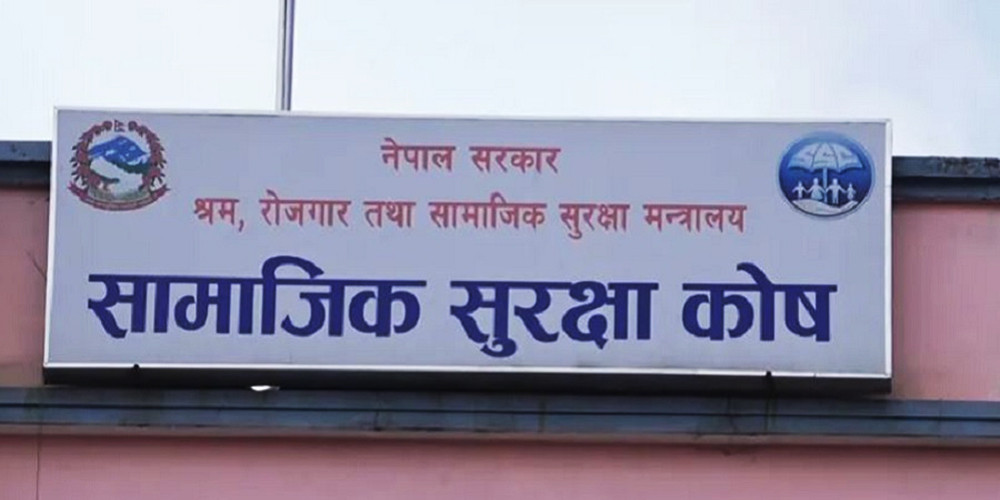 नेपाल सरकार
श्रम, रोजगार तथा सामाजिक सुरक्षा मन्त्रालय
सामाजिक सुरक्षा कोष